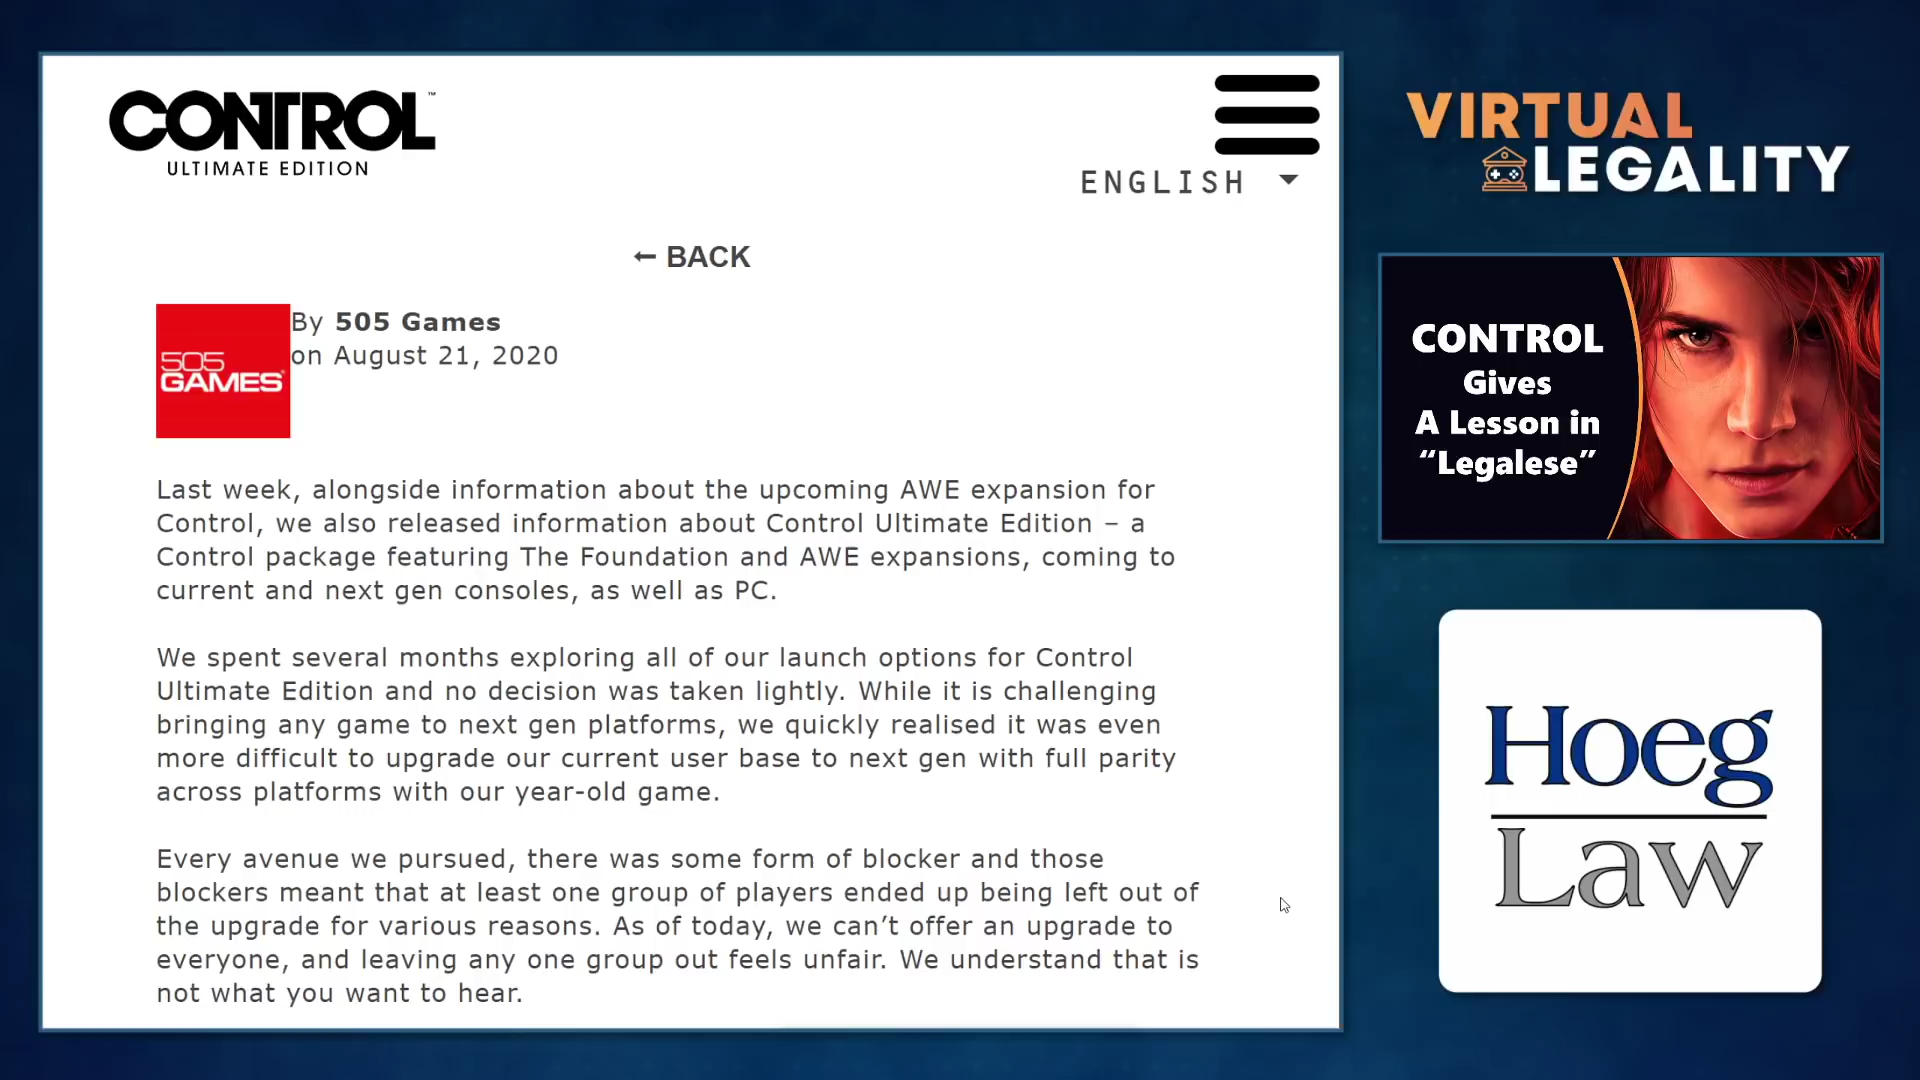 CONTROL™
ULTIMATE EDITION
ENGLISH
← BACK
505 GAMES
By 505 Games
on August 21, 2020
Last week, alongside information about the upcoming AWE expansion for
Control, we also released information about Control Ultimate Edition – a
Control package featuring The Foundation and AWE expansions, coming to
current and next gen consoles, as well as PC.
We spent several months exploring all of our launch options for Control
Ultimate Edition and no decision was taken lightly. While it is challenging
bringing any game to next gen platforms, we quickly realised it was even
more difficult to upgrade our current user base to next gen with full parity
across platforms with our year-old game.
Every avenue we pursued, there was some form of blocker and those
blockers meant that at least one group of players ended up being left out of
the upgrade for various reasons. As of today, we can’t offer an upgrade to
everyone, and leaving any one group out feels unfair. We understand that is
not what you want to hear.
VIRTUAL
LEGALITY
CONTROL
Gives
A Lesson in
“Legalese”
Hoeg
Law